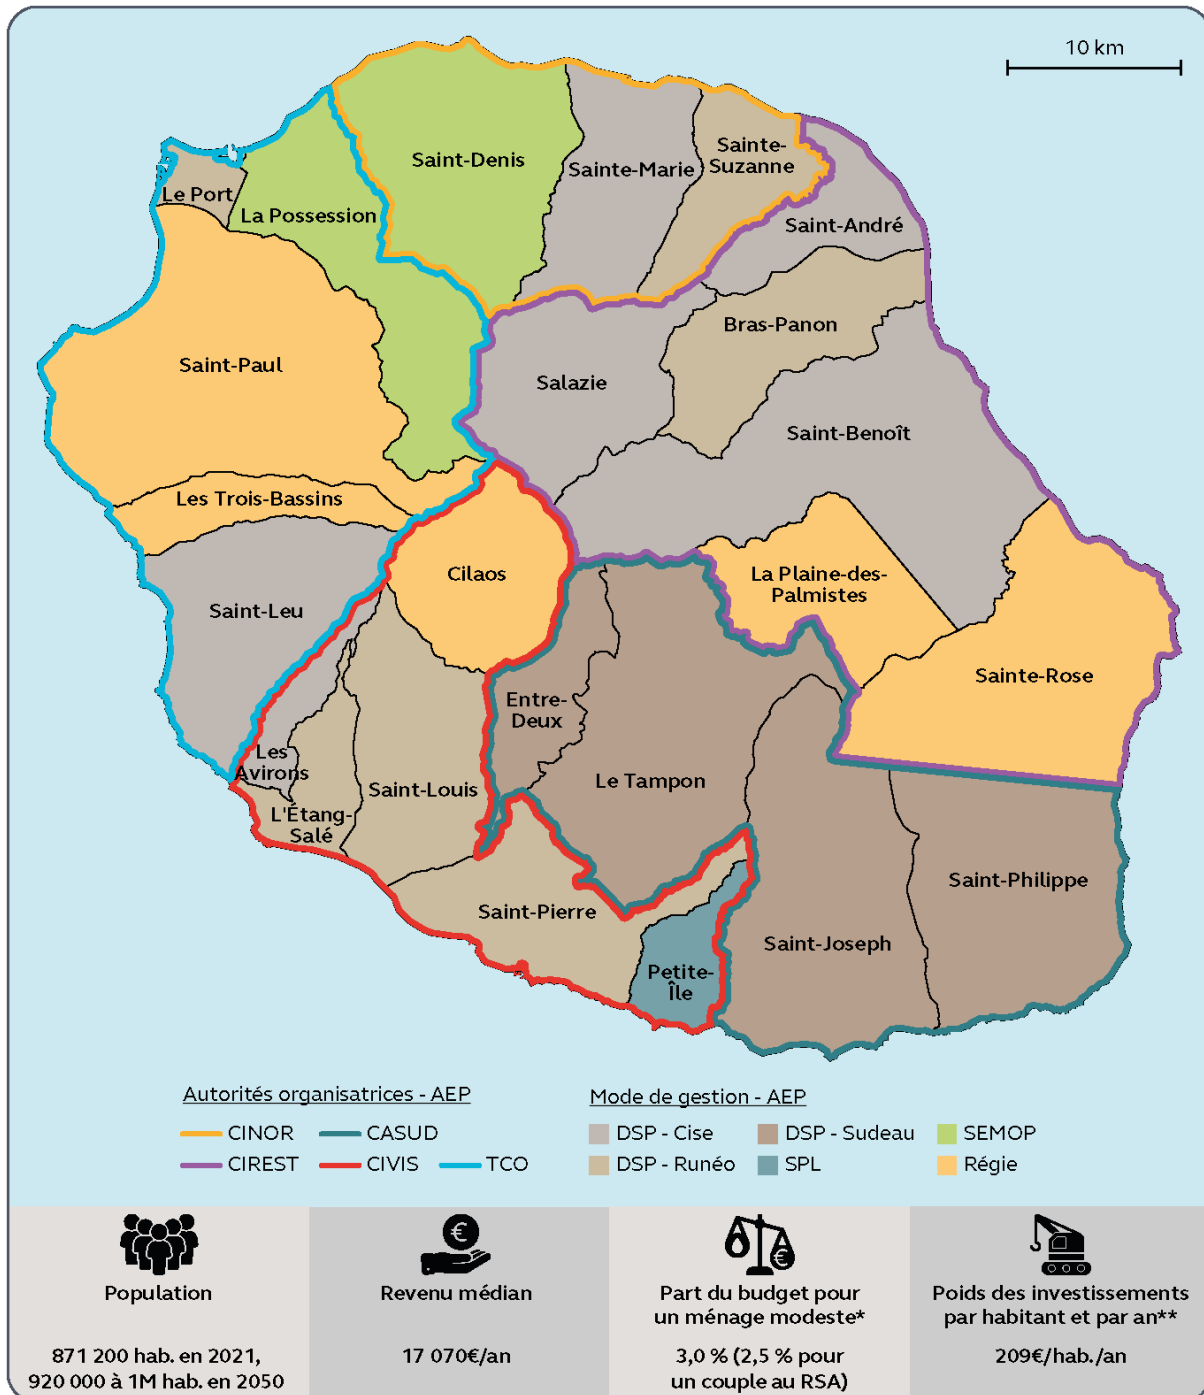 10 km
Saint-Denis
Sainte-Marie
Sainte-
Suzanne
Le Port
La Possession
Saint-André
Bras-Panon
Saint-Paul
Salazie
Saint-Benoît
Les Trois-Bassins
Cilaos
La Plaine-des-
Palmistes
Saint-Leu
Sainte-Rose
Entre-
Deux
Les
Avirons
Saint-Louis
Le Tampon
L'Étang-
Salé
Saint-Philippe
Saint-Pierre
Saint-Joseph
Petite-
Île
Autorités organisatrices - AEP
CINOR
CASUD
CIREST
CIVIS
TCO
Mode de gestion - AEP
DSP - Cise
DSP - Sudeau
SEMOP
DSP - Runéo
SPL
Régie
Population
871 200 hab. en 2021,
920 000 à 1M hab. en 2050
€
Revenu médian
17 070€/an
€
Part du budget pour
un ménage modeste*
3,0 % (2,5 % pour
un couple au RSA)
Poids des investissements
par habitant et par an**
209€/hab./an